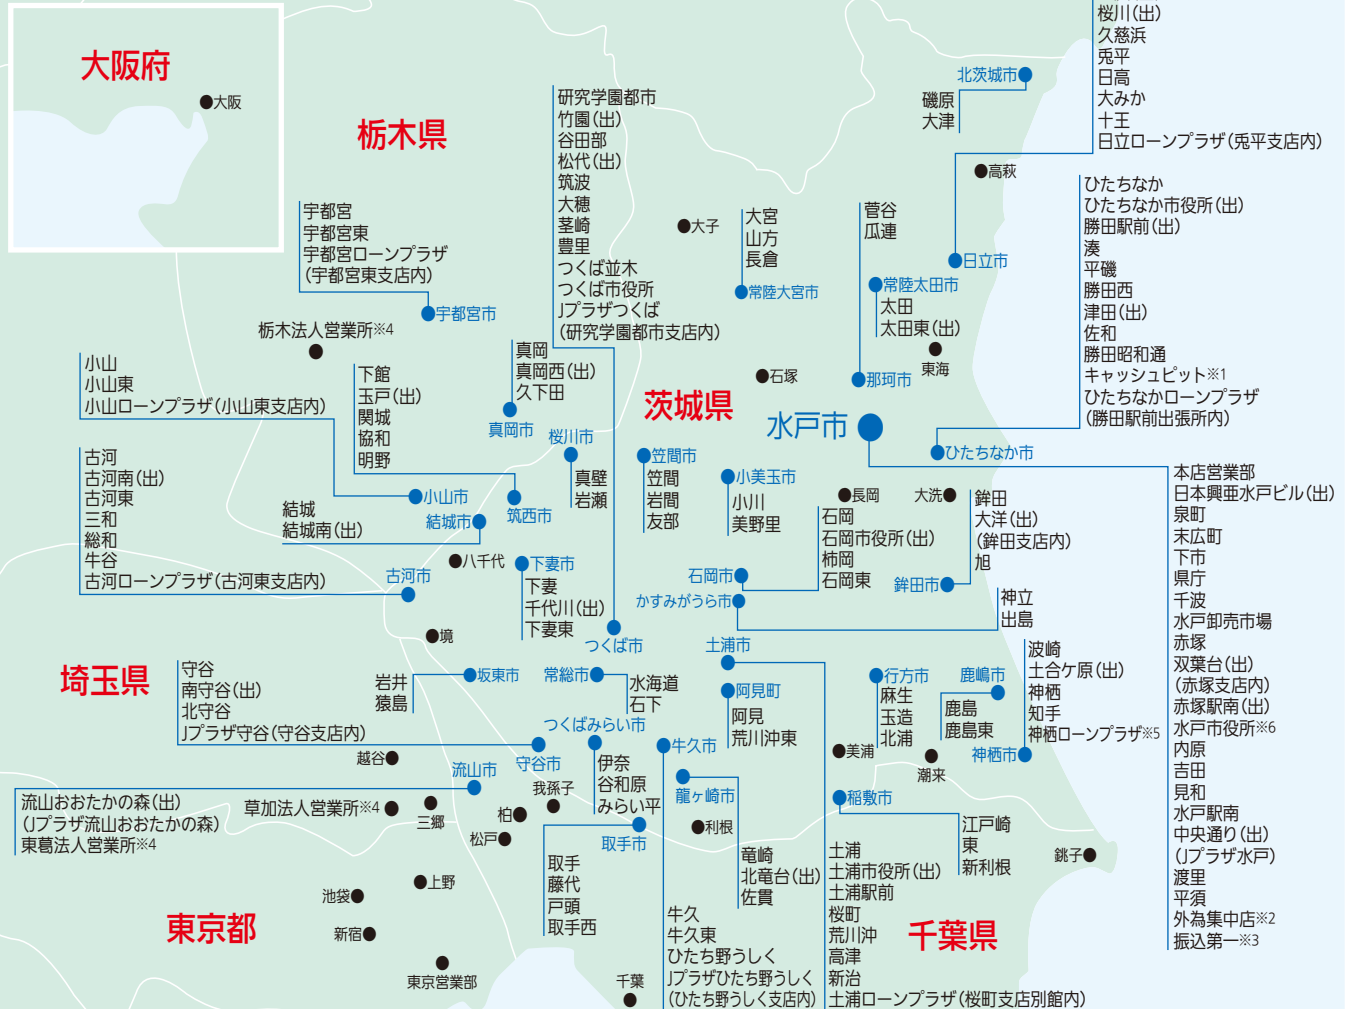 大阪府
大阪
栃木県
宇都宮
宇都宮東
宇都宮ローンプラザ
(宇都宮東支店内)
宇都宮市
栃木法人営業所※4
小山
小山東
小山ローンプラザ(小山東支店内)
小山市
古河
古河南(出)
古河東
三和
総和
牛谷
古河ローンプラザ(古河東支店内)
古河市
結城
結城南(出)
結城市
下館
玉戸(出)
関城
協和
明野
筑西市
真岡
真岡西(出)
久下田
真岡市
研究学園都市
竹園(出)
谷田部
松代(出)
筑波
大穂
茎崎
豊里
つくば並木
つくば市役所
Jプラザつくば
(研究学園都市支店内)
つくば市
桜川市
真壁
岩瀬
八千代
下妻市
下妻
千代川(出)
下妻東
境
茨城県
大子
大宮
山方
長倉
常陸大宮市
石塚
菅谷
瓜連
那珂市
常陸太田市
太田
太田東(出)
東海
北茨城市
磯原
大津
高萩
桜川(出)
久慈浜
兎平
日高
大みか
十王
日立ローンプラザ(兎平支店内)
日立市
ひたちなか
ひたちなか市役所(出)
勝田駅前(出)
湊
平磯
勝田西
津田(出)
佐和
勝田昭和通
キャッシュピット※1
ひたちなかローンプラザ
(勝田駅前出張所内)
ひたちなか市
水戸市
本店営業部
日本興亜水戸ビル(出)
泉町
末広町
下市
県庁
千波
水戸卸売市場
赤塚
双葉台(出)
(赤塚支店内)
赤塚駅南(出)
水戸市役所※6
内原
吉田
見和
水戸駅南
中央通り(出)
(Jプラザ水戸)
渡里
平須
外為集中店※2
振込第一※3
笠間市
笠間
岩間
友部
小美玉市
小川
美野里
長岡
大洗
石岡
石岡市役所(出)
柿岡
石岡東
石岡市
かすみがうら市
神立
出島
鉾田
大洋(出)
(鉾田支店内)
旭
鉾田市
埼玉県
守谷
南守谷(出)
北守谷
Jプラザ守谷(守谷支店内)
守谷市
岩井
猿島
坂東市
常総市
水海道
石下
つくばみらい市
伊奈
谷和原
みらい平
土浦市
阿見町
阿見
荒川沖東
牛久市
龍ヶ崎市
竜崎
北竜台(出)
佐貫
利根
行方市
麻生
玉造
北浦
鹿嶋市
鹿島
鹿島東
波崎
土合ケ原(出)
神栖
知手
神栖ローンプラザ※5
神栖市
美浦
潮来
稲敷市
江戸崎
東
新利根
銚子
越谷
流山市
流山おおたかの森(出)
(Jプラザ流山おおたかの森)
東葛法人営業所※4
草加法人営業所※4
三郷
柏
我孫子
松戸
取手市
取手
藤代
戸頭
取手西
東京都
上野
池袋
新宿
東京営業部
千葉
牛久
牛久東
ひたち野うしく
Jプラザひたち野うしく
(ひたち野うしく支店内)
土浦
土浦市役所(出)
土浦駅前
桜町
荒川沖
高津
新治
土浦ローンプラザ(桜町支店別館内)
千葉県